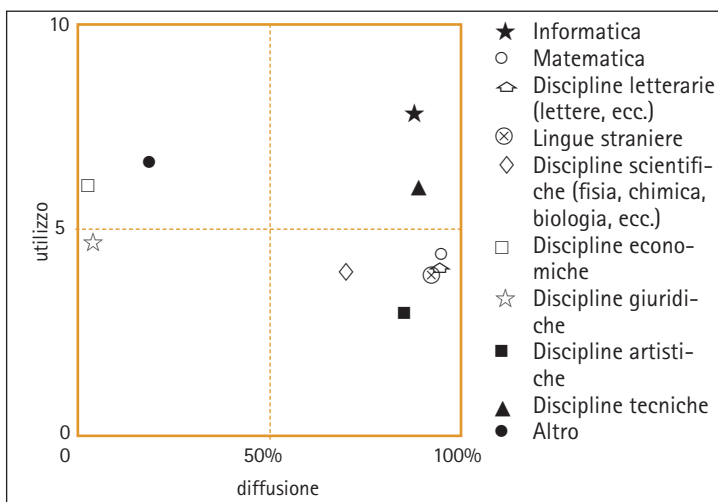 10
5
0
utilizzo
0
50%
100%
diffusione
Informatica
Matematica
Discipline letterarie
(lettere, ecc.)
Lingue straniere
Discipline scientifi-
che (fisia, chimica,
biologia, ecc.)
Discipline econo-
miche
Discipline giuridi-
che
Discipline artisti-
che
Discipline tecniche
Altro